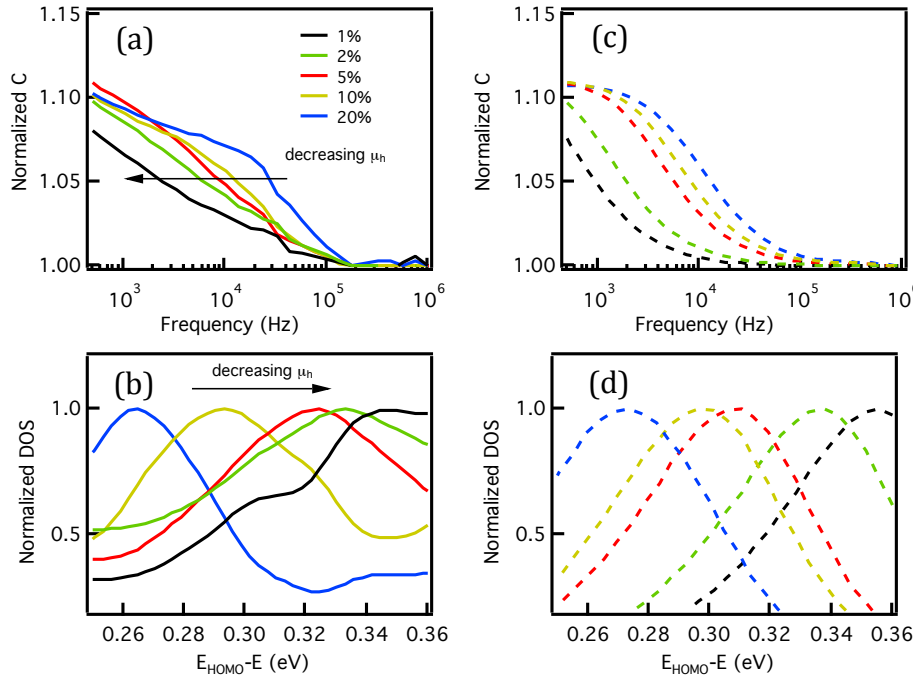 (a)
1.15
1.10
1.05
1.00
Normalized C
1%
2%
5%
10%
20%
decreasing μh
10³ 10⁴ 10⁵ 10⁶
Frequency (Hz)
(c)
1.15
1.10
1.05
1.00
Normalized C
10³ 10⁴ 10⁵ 10⁶
Frequency (Hz)
(b)
decreasing μh
1.0
0.5
Normalized DOS
0.26 0.28 0.30 0.32 0.34 0.36
EHOMO-E (eV)
(d)
1.0
0.5
Normalized DOS
0.26 0.28 0.30 0.32 0.34 0.36
EHOMO-E (eV)